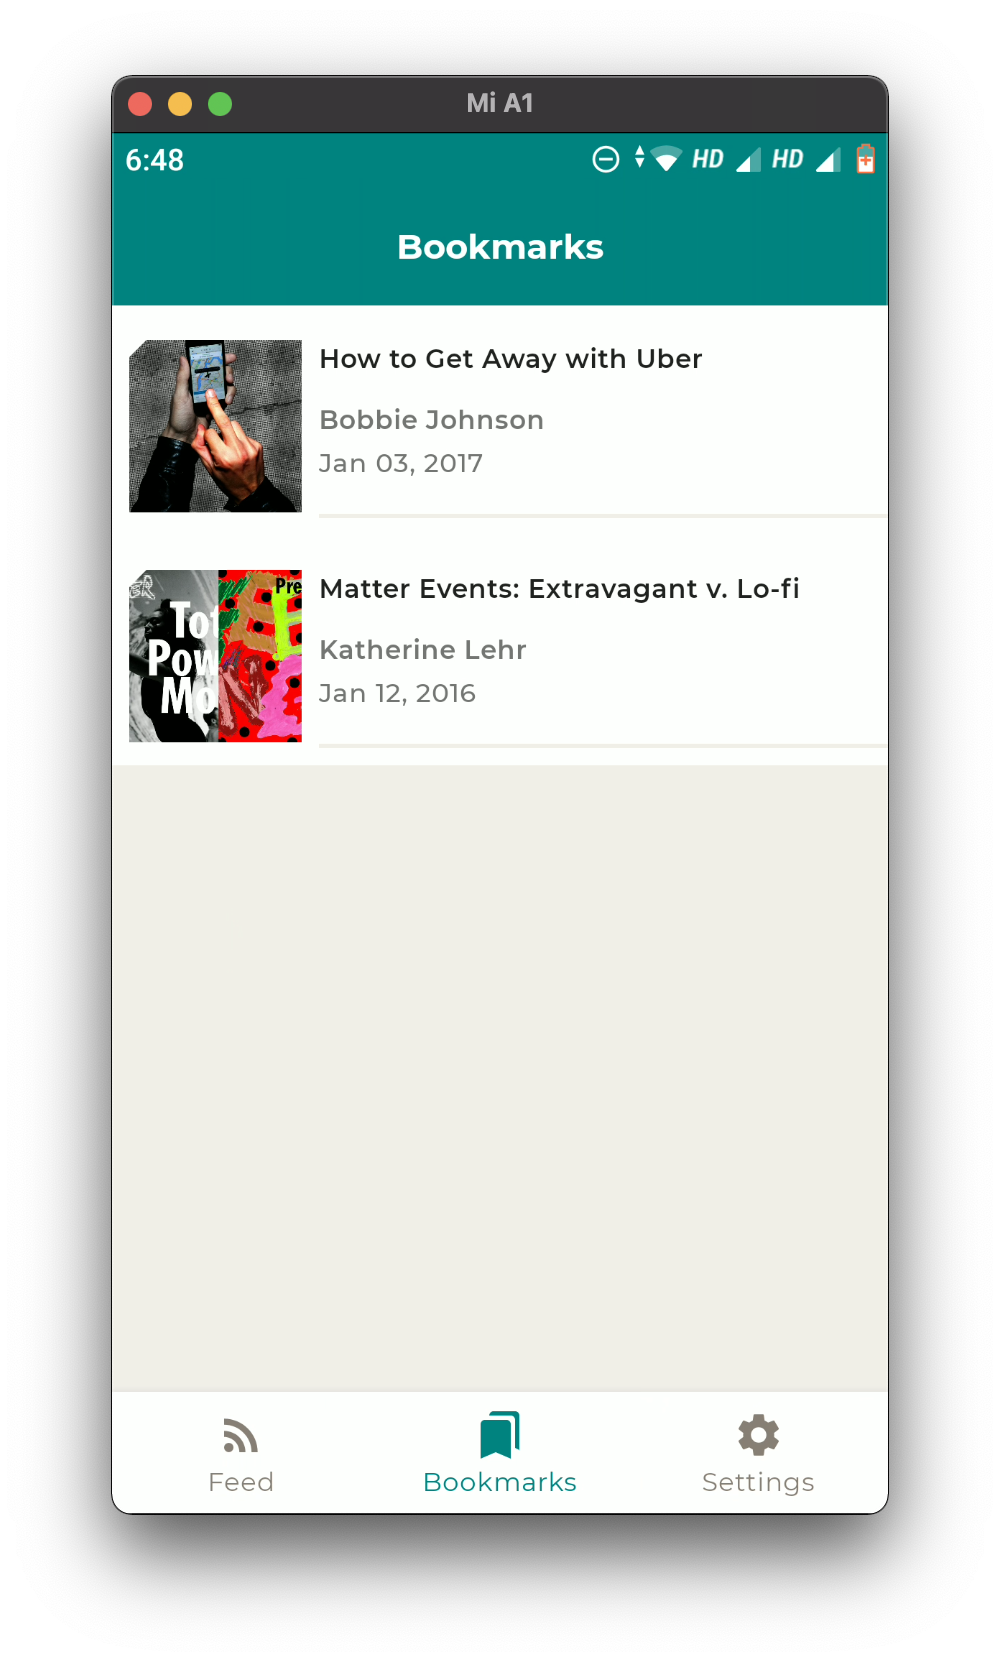 Mi A1
6:48
HD HD
Bookmarks
How to Get Away with Uber
Bobbie Johnson
Jan 03, 2017
Matter Events: Extravagant v. Lo-fi
Katherine Lehr
Jan 12, 2016
Pre
Tot
Pow
Mo
Feed
Bookmarks
Settings